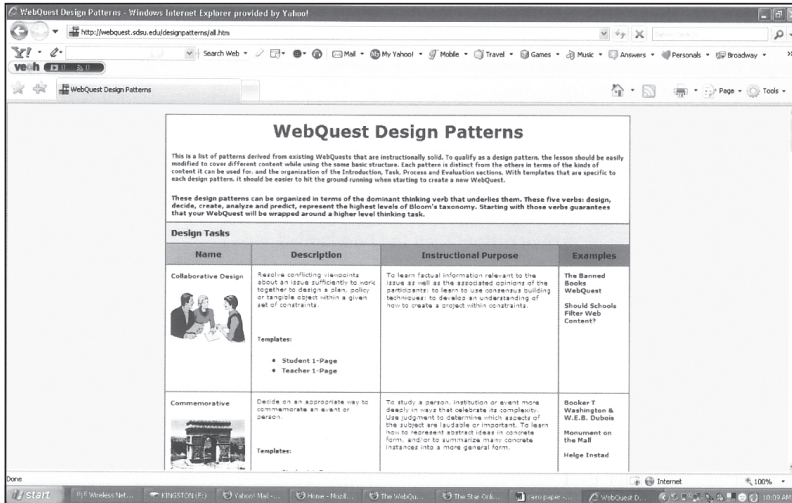 WebQuest Design Patterns - Windows Internet Explorer provided by Yahoo!
http://webquest.sdsu.edu/designpatterns/all.htm
Search Web
Mail
My Yahoo!
Mobile
Travel
Games
Music
Answers
Personals
Broadway
veoh
WebQuest Design Patterns
Page
Tools
WebQuest Design Patterns
This is a list of patterns derived from existing WebQuests that are instructionally solid. To qualify as a design pattern, the lesson should be easily
modified to cover different content while using the same basic structure. Each pattern is distinct from the others in terms of the kinds of
content it can be used for, and the organization of the Introduction, Task, Process and Evaluation sections. With templates that are specific to
each design pattern, it should be easier to hit the ground running when starting to create a new WebQuest.
These design patterns can be organized in terms of the dominant thinking verb that underlies them. These five verbs: design,
decide, create, analyze and predict, represent the highest levels of Bloom's taxonomy. Starting with those verbs guarantees
that your WebQuest will be wrapped around a higher level thinking task.
Design Tasks
Name
Description
Instructional Purpose
Examples
Collaborative Design
Resolve conflicting viewpoints
about an issue sufficiently to work
together to design a plan, policy
or tangible object within a given
set of constraints.
Templates:
• Student 1-Page
• Teacher 1-Page
To learn factual information relevant to the
issue as well as the associated opinions of the
participants; to learn to use consensus building
techniques; to develop an understanding of
how to create a project within constraints.
The Banned
Books
WebQuest
Should Schools
Filter Web
Content?
Commemorative
Decide on an appropriate way to
commemorate an event or
person.
Templates:
To study a person, institution or event more
deeply in ways that celebrate its complexity.
Use judgment to determine which aspects of
the subject are laudable or important. To learn
how to represent abstract ideas in concrete
form, and/or to summarize many concrete
instances into a more general form.
Booker T
Washington &
W.E.B. Dubois
Monument on
the Mall
Helge Instad
Done
Internet
100%
start
Wireless Net...
KINGSTON (F:)
Yahoo! Mail -...
Home - Mozill...
The WebQu...
The Star Onli...
WebQuest D...
10:09 AM